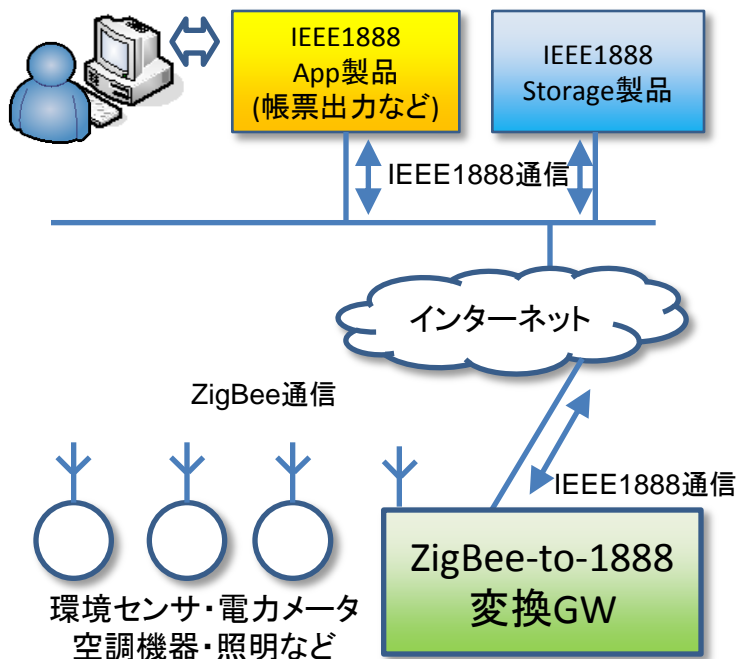 IEEE1888
App製品
(帳票出力など)
IEEE1888
Storage製品
IEEE1888通信
インターネット
ZigBee通信
IEEE1888通信
ZigBee-to-1888
変換GW
環境センサ・電力メータ
空調機器・照明など